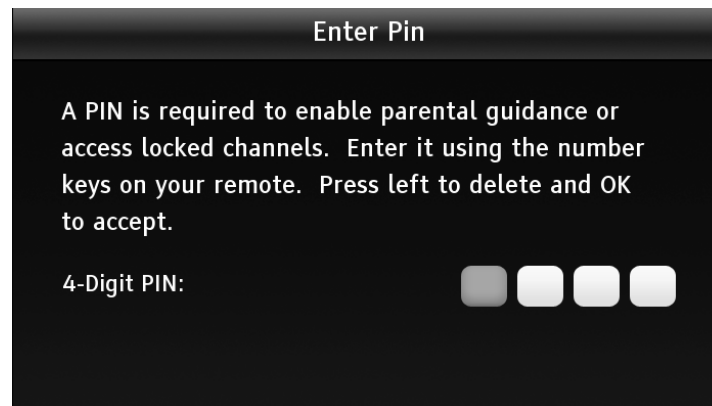 Enter Pin
A PIN is required to enable parental guidance or
access locked channels.  Enter it using the number
keys on your remote.  Press left to delete and OK
to accept.
4-Digit PIN: